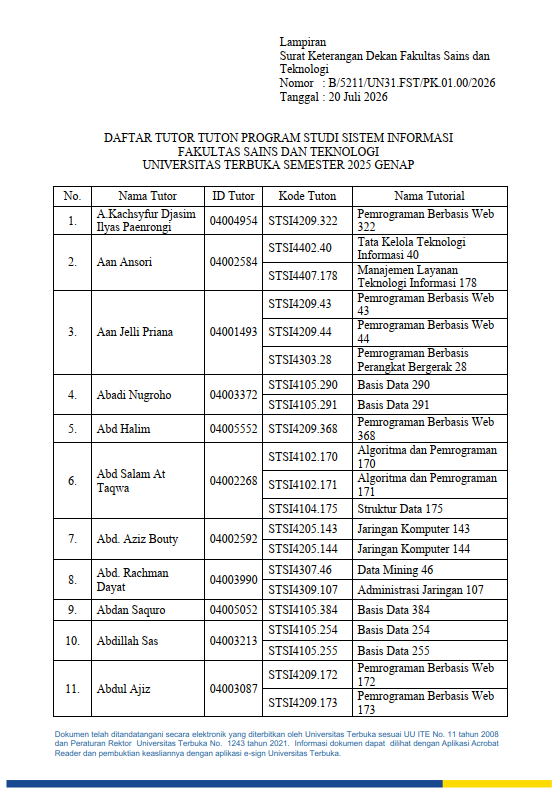 Lampiran
Surat Keterangan Dekan Fakultas Sains dan
Teknologi
Nomor : B/5211/UN31.FST/PK.01.00/2026
Tanggal : 20 Juli 2026
DAFTAR TUTOR TUTON PROGRAM STUDI SISTEM INFORMASI
FAKULTAS SAINS DAN TEKNOLOGI
UNIVERSITAS TERBUKA SEMESTER 2025 GENAP
No. Nama Tutor ID Tutor Kode Tuton Nama Tutorial
1. A.Kachsyfur Djasim Ilyas Paenrongi 04004954 STSI4209.322 Pemrograman Berbasis Web 322
2. Aan Ansori 04002584 STSI4402.40 Tata Kelola Teknologi Informasi 40
STSI4407.178 Manajemen Layanan Teknologi Informasi 178
3. Aan Jelli Priana 04001493 STSI4209.43 Pemrograman Berbasis Web 43
STSI4209.44 Pemrograman Berbasis Web 44
STSI4303.28 Pemrograman Berbasis Perangkat Bergerak 28
4. Abadi Nugroho 04003372 STSI4105.290 Basis Data 290
STSI4105.291 Basis Data 291
5. Abd Halim 04005552 STSI4209.368 Pemrograman Berbasis Web 368
6. Abd Salam At Taqwa 04002268 STSI4102.170 Algoritma dan Pemrograman 170
STSI4102.171 Algoritma dan Pemrograman 171
STSI4104.175 Struktur Data 175
7. Abd. Aziz Bouty 04002592 STSI4205.143 Jaringan Komputer 143
STSI4205.144 Jaringan Komputer 144
8. Abd. Rachman Dayat 04003990 STSI4307.46 Data Mining 46
STSI4309.107 Administrasi Jaringan 107
9. Abdan Saquro 04005052 STSI4105.384 Basis Data 384
10. Abdillah Sas 04003213 STSI4105.254 Basis Data 254
STSI4105.255 Basis Data 255
11. Abdul Ajiz 04003087 STSI4209.172 Pemrograman Berbasis Web 172
STSI4209.173 Pemrograman Berbasis Web 173
Dokumen telah ditandatangani secara elektronik yang diterbitkan oleh Universitas Terbuka sesuai UU ITE No. 11 tahun 2008
dan Peraturan Rektor Universitas Terbuka No. 1243 tahun 2021. Informasi dokumen dapat dilihat dengan Aplikasi Acrobat
Reader dan pembuktian keasliannya dengan aplikasi e-sign Universitas Terbuka.